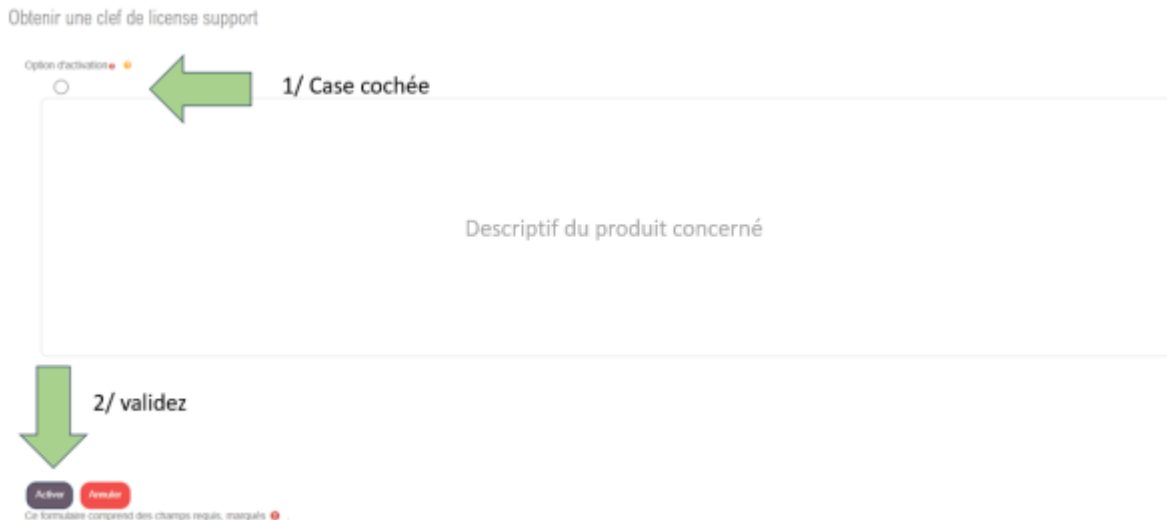 Obtenir une clef de license support
Option d'activation
1/ Case cochée
Descriptif du produit concerné
2/ validez
Activer Annuler
Ce formulaire comprend des champs requis, marqués